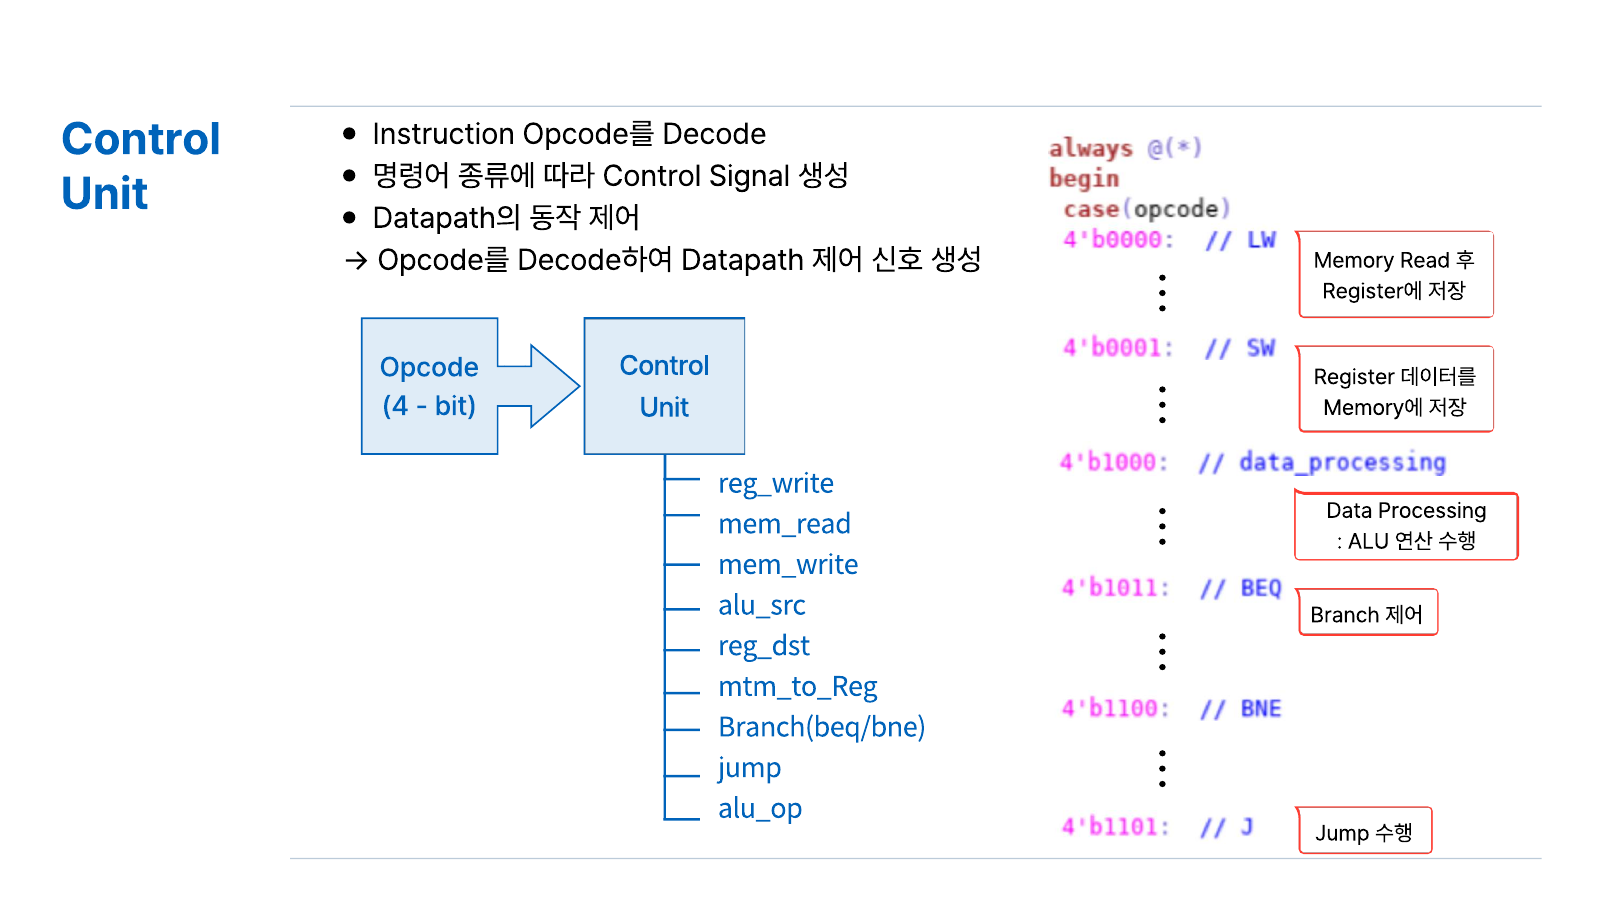 Control
Unit
• Instruction Opcode를 Decode
• 명령어 종류에 따라 Control Signal 생성
• Datapath의 동작 제어
→ Opcode를 Decode하여 Datapath 제어 신호 생성
Opcode
(4 - bit)
Control
Unit
reg_write
mem_read
mem_write
alu_src
reg_dst
mtm_to_Reg
Branch(beq/bne)
jump
alu_op
always @(*)
begin
case(opcode)
4'b0000: // LW
Memory Read 후
Register에 저장
4'b0001: // SW
Register 데이터를
Memory에 저장
4'b1000: // data_processing
Data Processing
: ALU 연산 수행
4'b1011: // BEQ
Branch 제어
4'b1100: // BNE
4'b1101: // J
Jump 수행